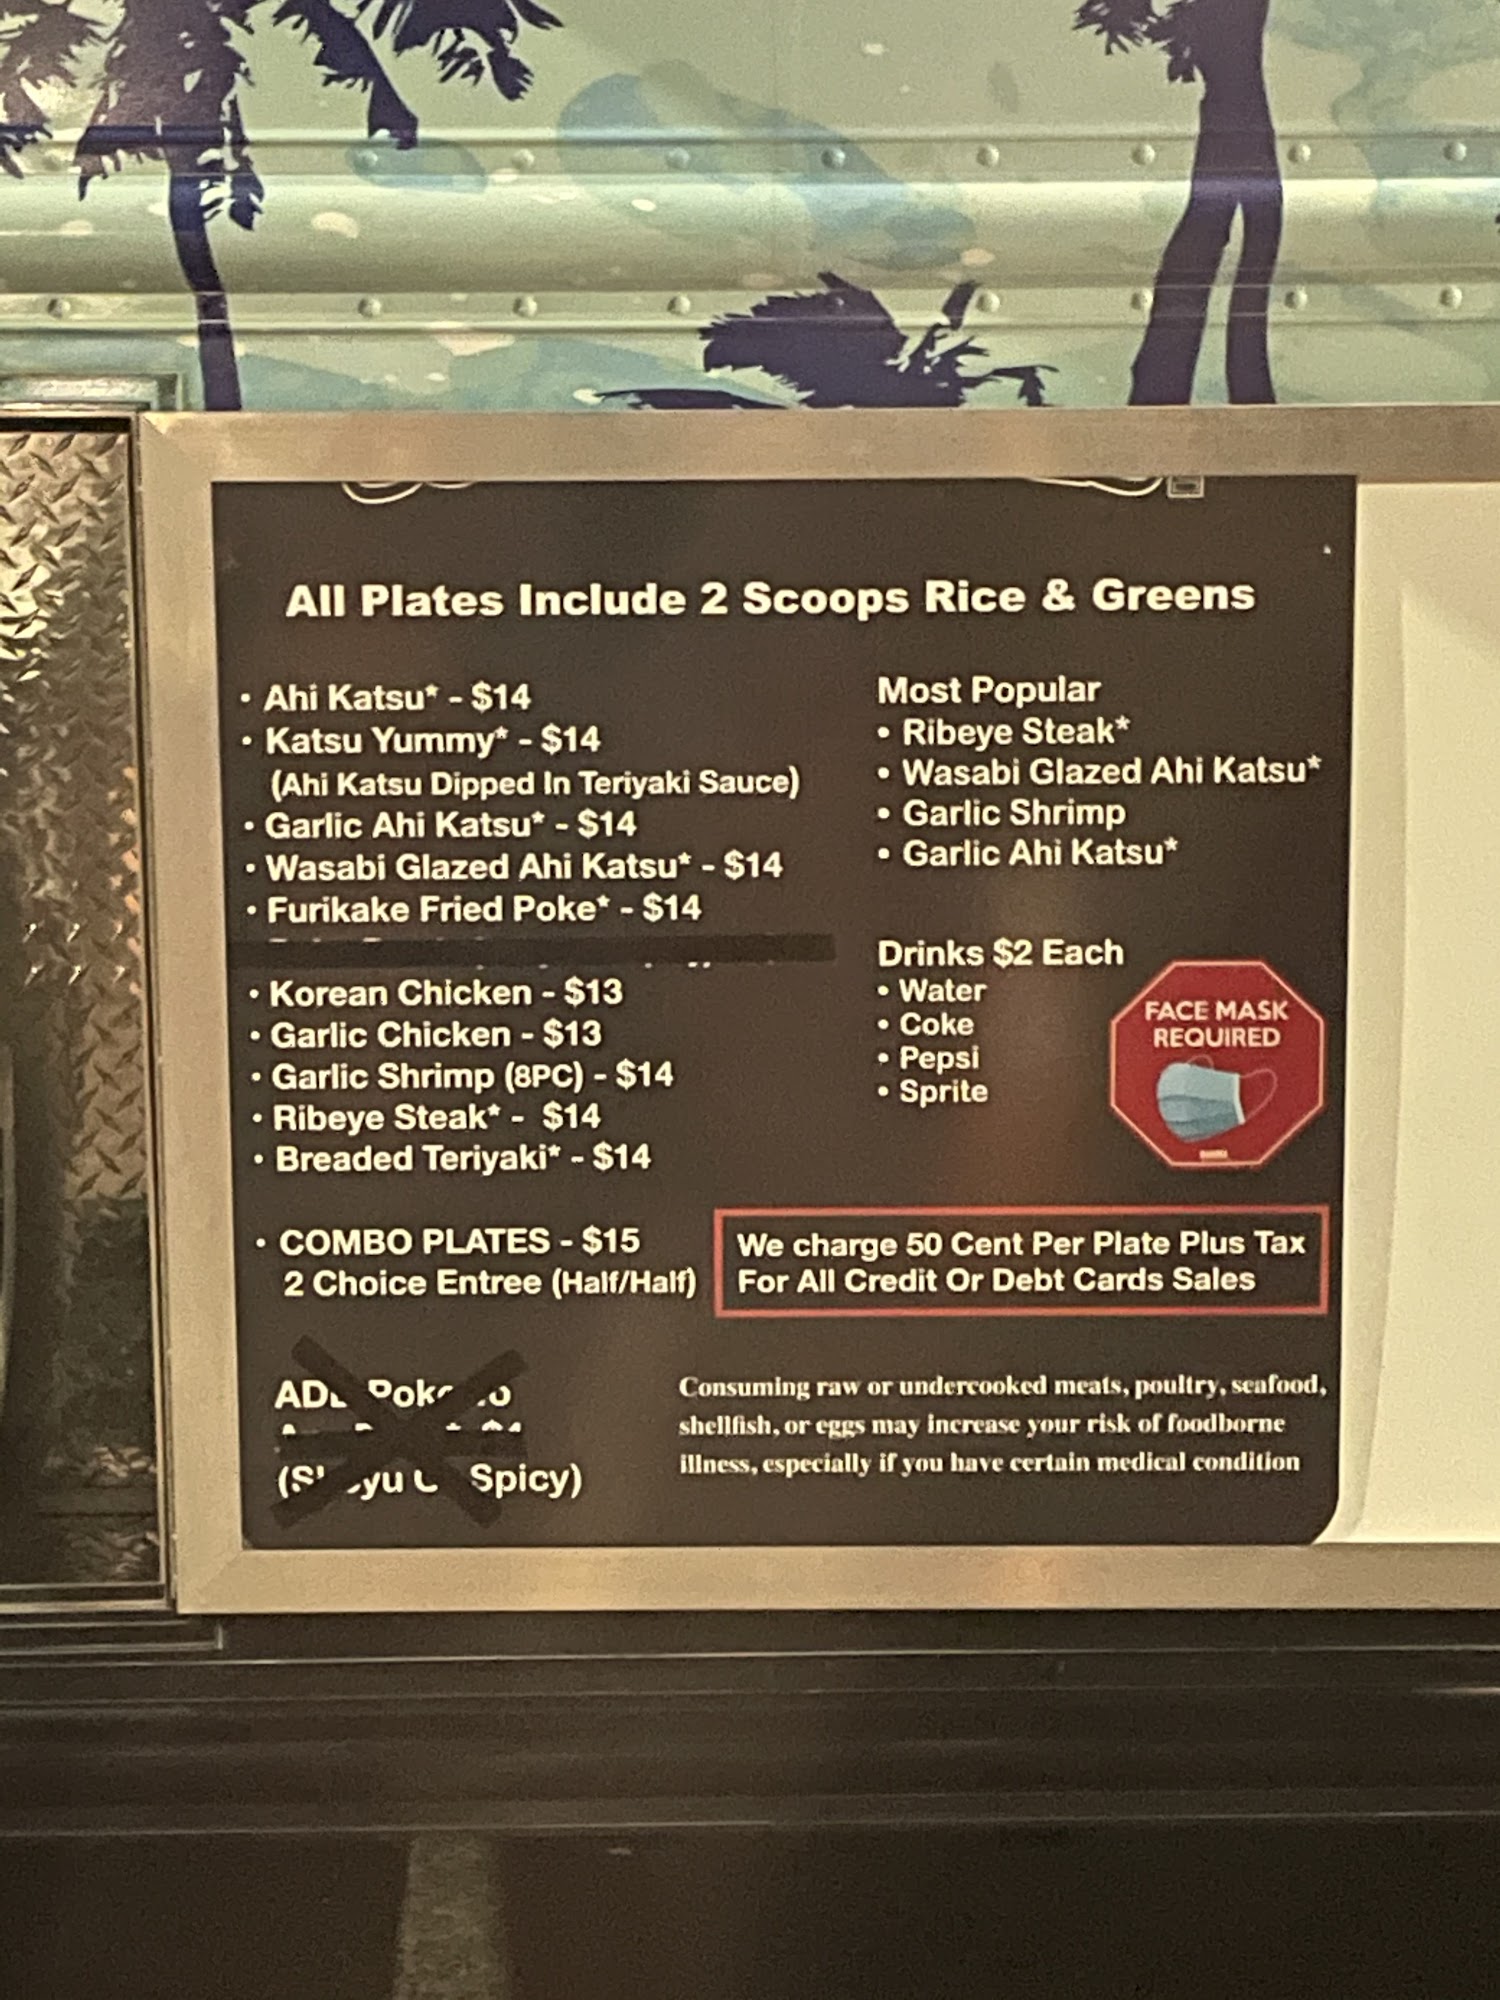 All Plates Include 2 Scoops Rice & Greens
• Ahi Katsu* - $14
• Katsu Yummy* - $14
(Ahi Katsu Dipped In Teriyaki Sauce)
• Garlic Ahi Katsu* - $14
• Wasabi Glazed Ahi Katsu* - $14
• Furikake Fried Poke* - $14
• Korean Chicken - $13
• Garlic Chicken - $13
• Garlic Shrimp (8PC) - $14
• Ribeye Steak* - $14
• Breaded Teriyaki* - $14
• COMBO PLATES - $15
2 Choice Entree (Half/Half)
Spicy)
Most Popular
• Ribeye Steak*
• Wasabi Glazed Ahi Katsu*
• Garlic Shrimp
• Garlic Ahi Katsu*
Drinks $2 Each
• Water
• Coke
• Pepsi
• Sprite
FACE MASK
REQUIRED
We charge 50 Cent Per Plate Plus Tax
For All Credit Or Debt Cards Sales
Consuming raw or undercooked meats, poultry, seafood,
shellfish, or eggs may increase your risk of foodborne
illness, especially if you have certain medical condition